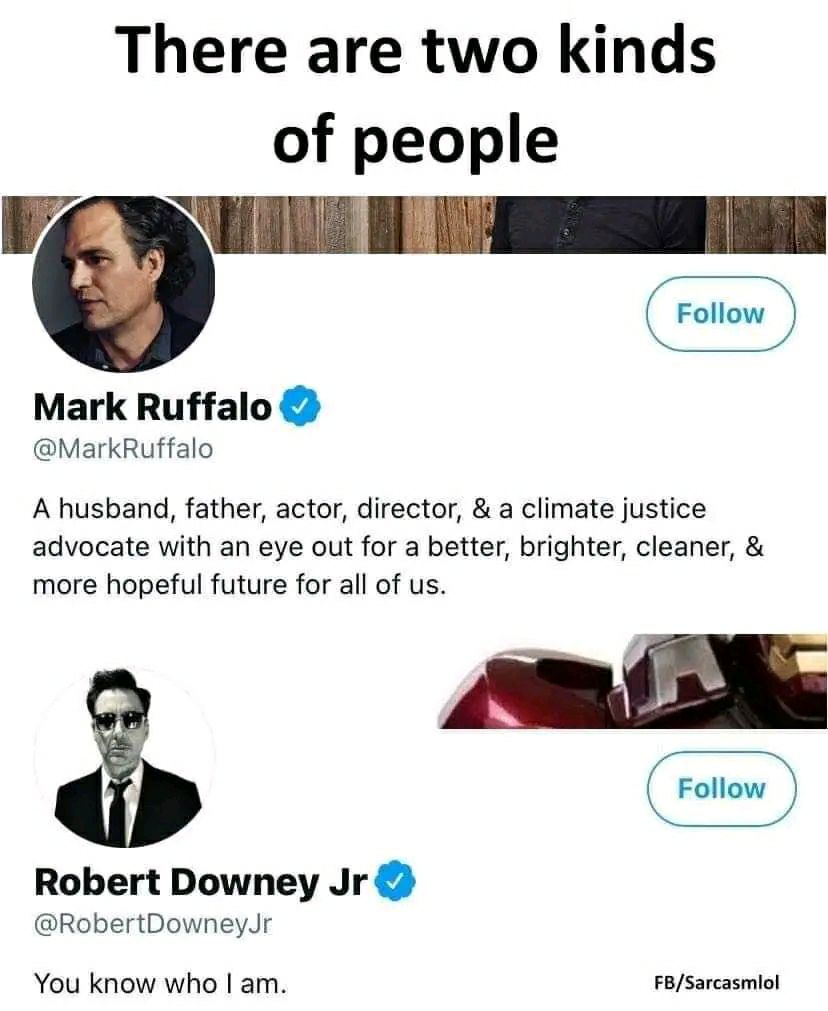 There are two kinds
of people
Follow
Mark Ruffalo
@MarkRuffalo
A husband, father, actor, director, & a climate justice
advocate with an eye out for a better, brighter, cleaner, &
more hopeful future for all of us.
Follow
Robert Downey Jr
@RobertDowneyJr
You know who I am.
FB/Sarcasmlol